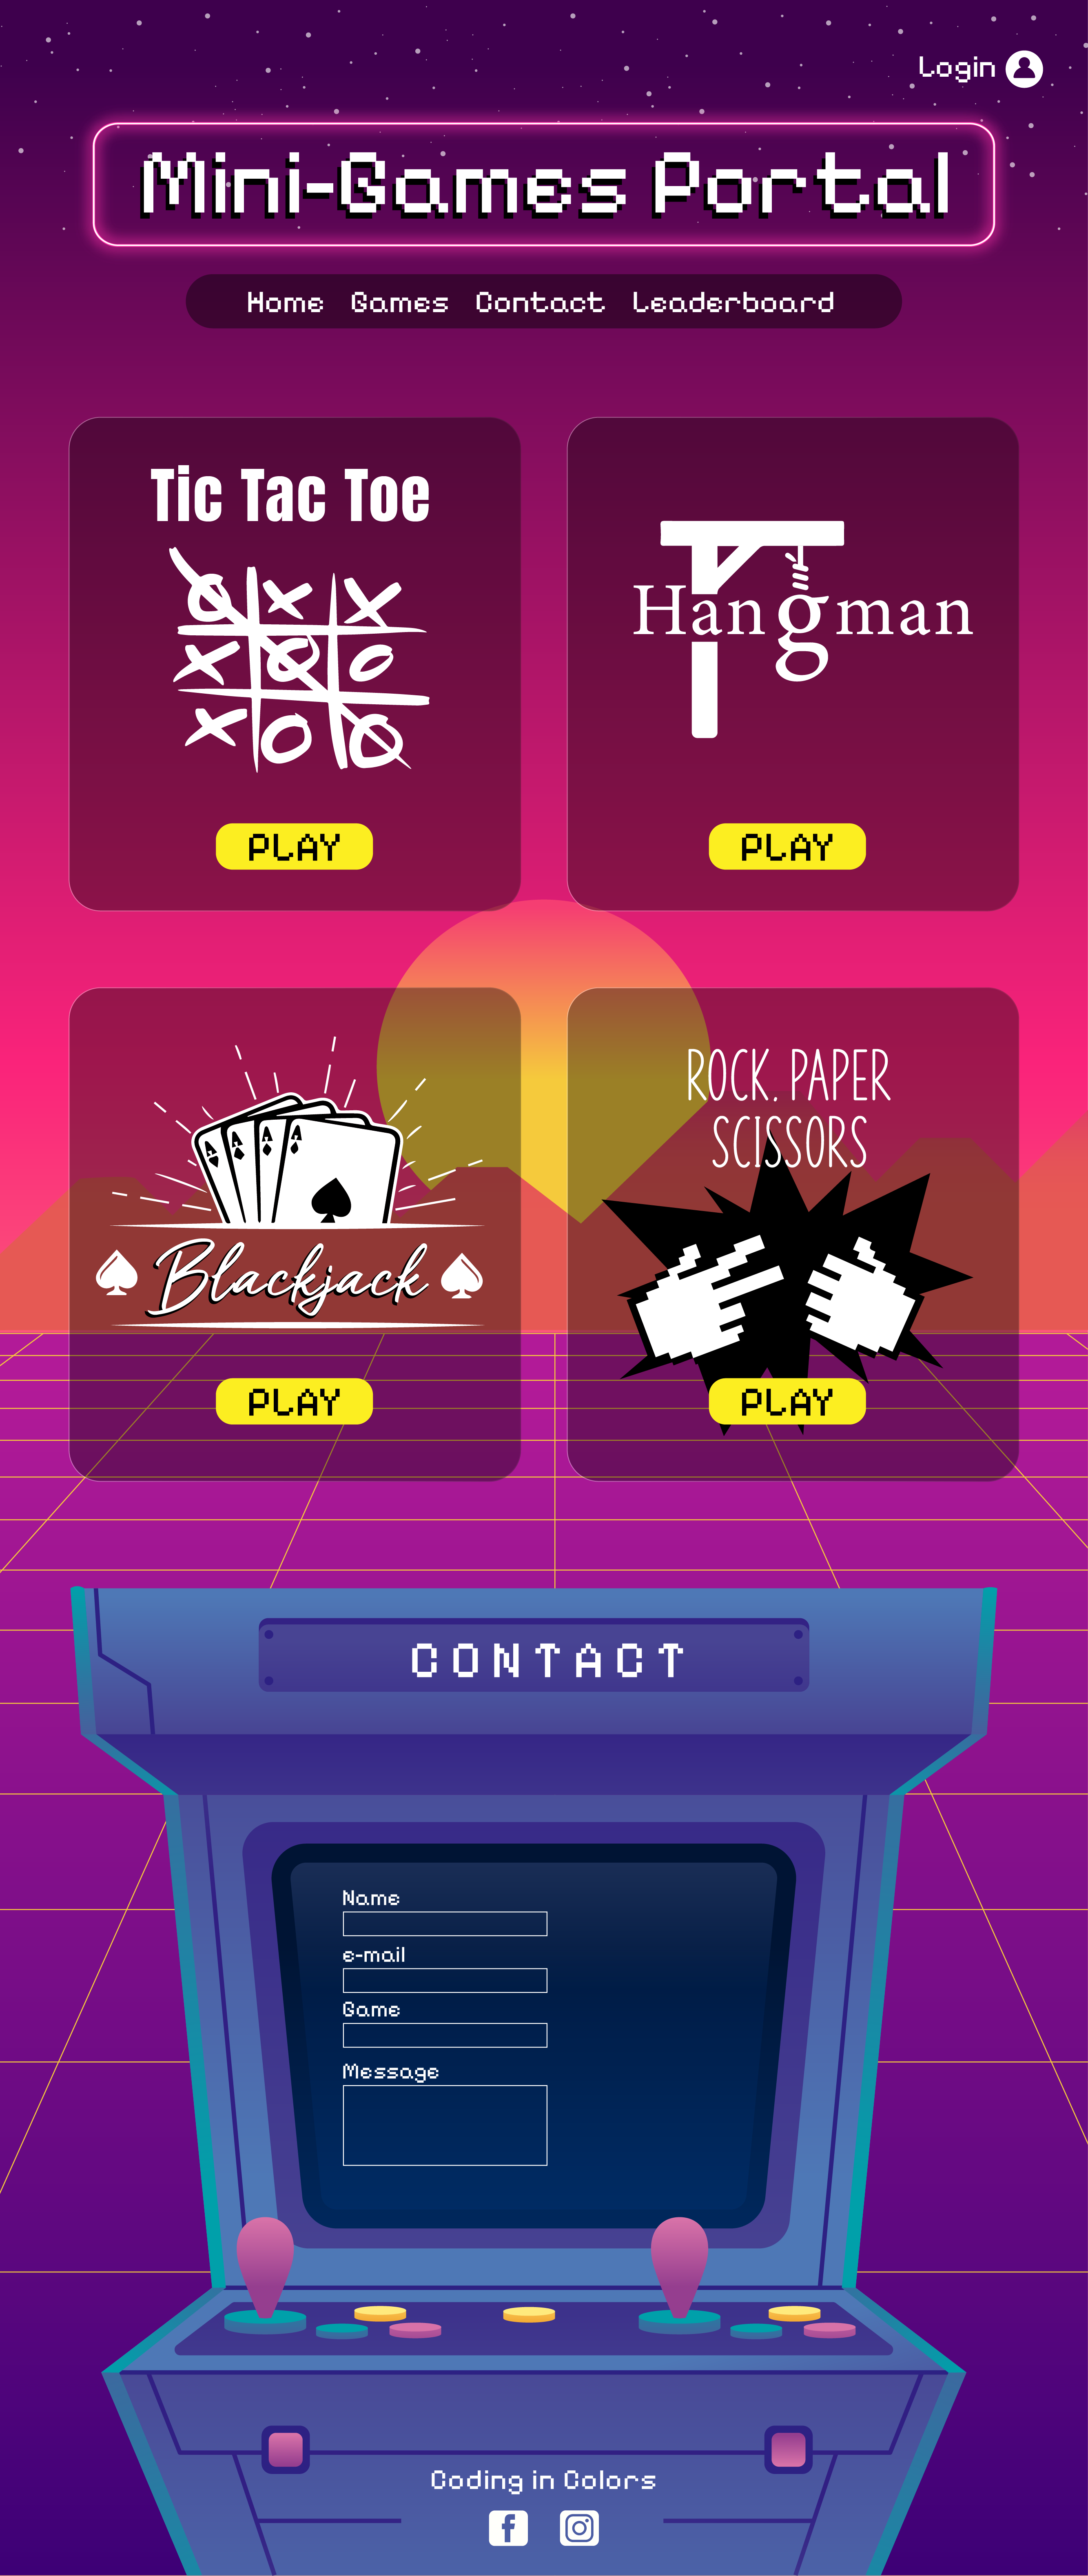 Login
Mini-Games Portal
Home Games Contact Leaderboard
Tic Tac Toe
Hangman
PLAY
PLAY
A A A A
Blackjack
ROCK, PAPER
SCISSORS
PLAY
PLAY
CONTACT
Name
e-mail
Game
Message
Coding in Colors